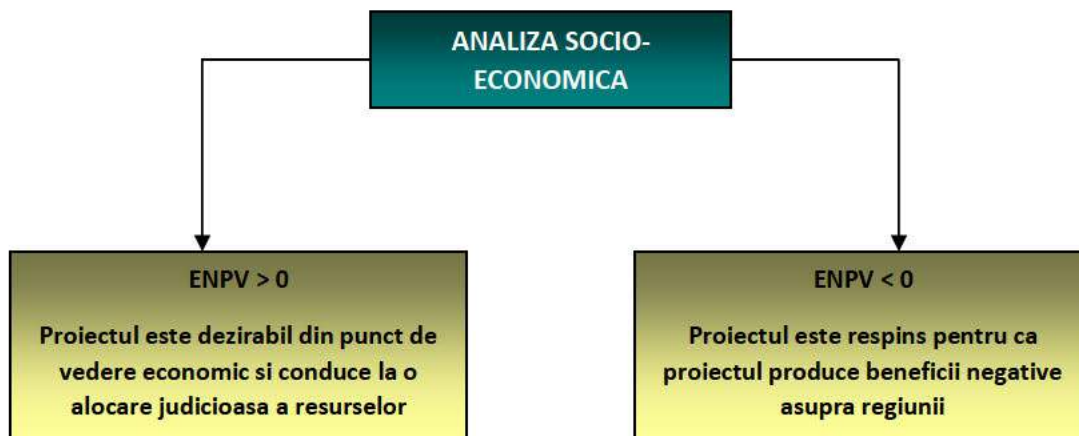 ANALIZA SOCIO-
ECONOMICA
ENPV > 0
Proiectul este dezirabil din punct de
vedere economic si conduce la o
alocare judicioasa a resurselor
ENPV < 0
Proiectul este respins pentru ca
proiectul produce beneficii negative
asupra regiunii